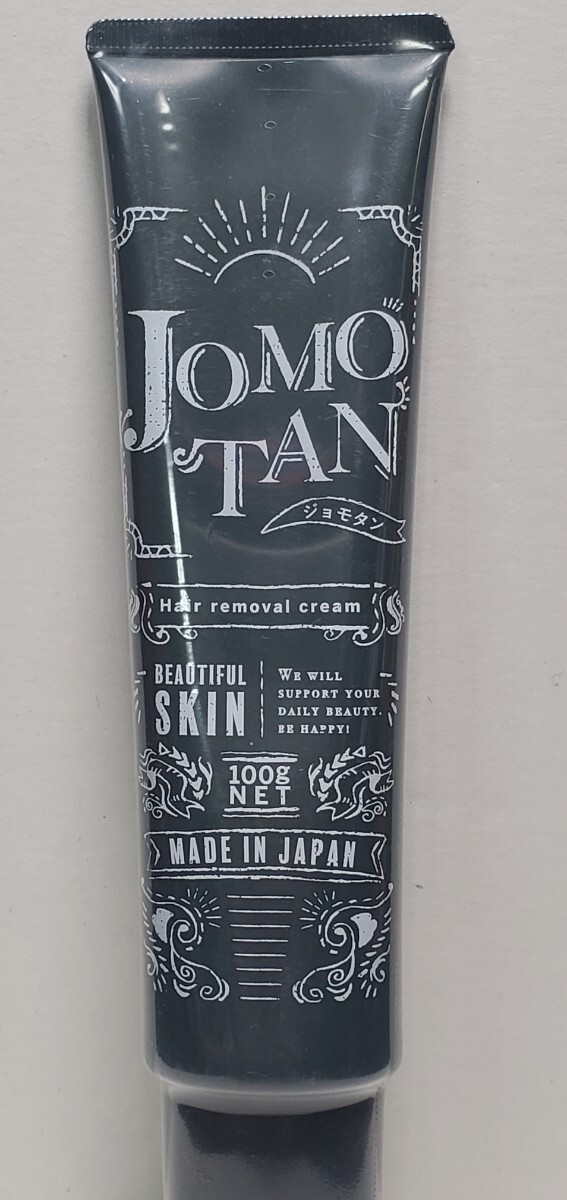 JOMO
TAN
ジョモタン
Hair removal cream
BEAUTIFUL
SKIN
WE WILL
SUPPORT YOUR
DAILY BEAUTY.
BE HAPPY!
100g
NET
MADE IN JAPAN